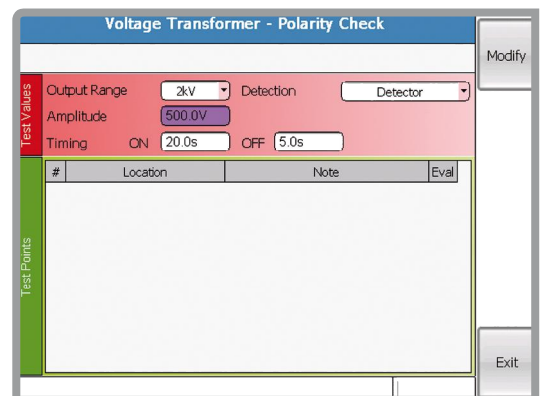 Voltage Transformer - Polarity Check
Modify
Test Values
Output Range 2kV Detection Detector
Amplitude 500.0V
Timing ON 20.0s OFF 5.0s
Test Points
# Location Note Eval
Exit